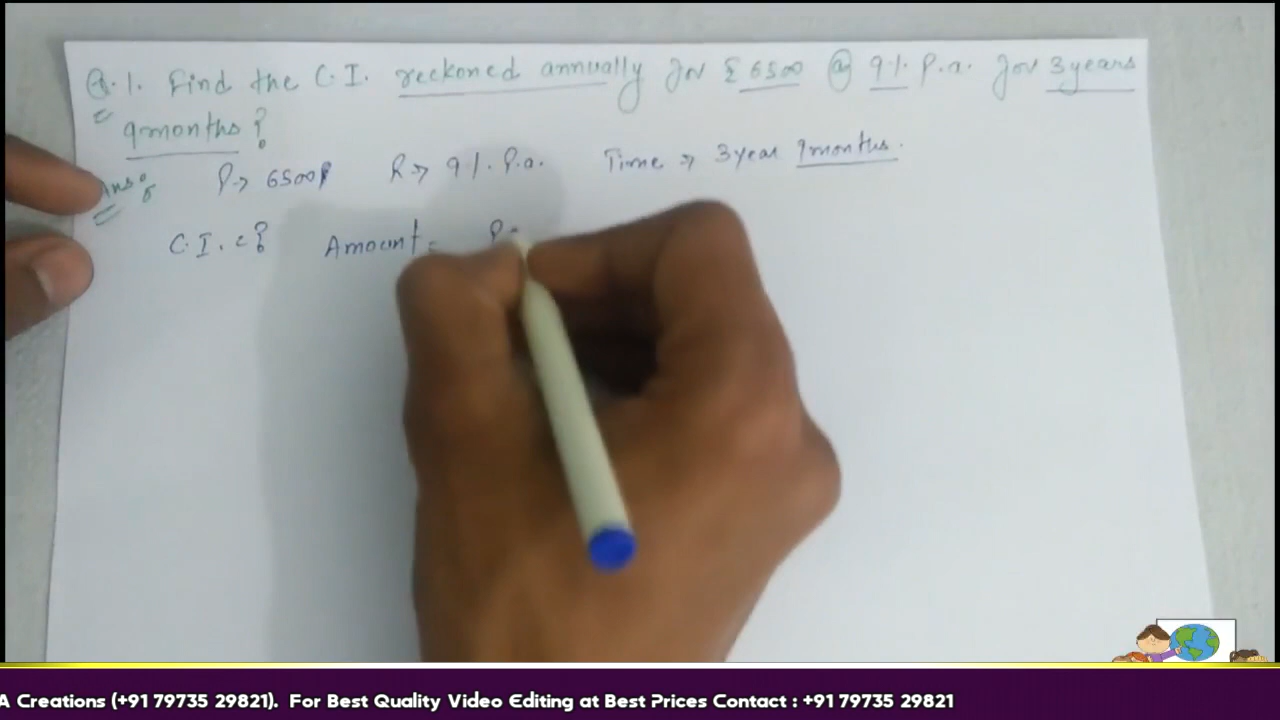 Q.1. Find the C.I. reckoned annually for ₹ 6500 @ 9% P.a. for 3 years
9 months ?
Ans: P → 6500 R → 9% P.a. Time → 3 year 9 months.
C.I. = ? Amount =
A Creations (+91 79735 29821). For Best Quality Video Editing at Best Prices Contact : +91 79735 29821